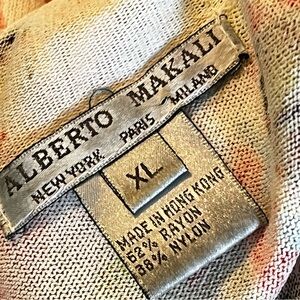 ALBERTO MAKALI
NEW YORK PARIS MILANO
XL
MADE IN HONG KONG
62% RAYON
38% NYLON